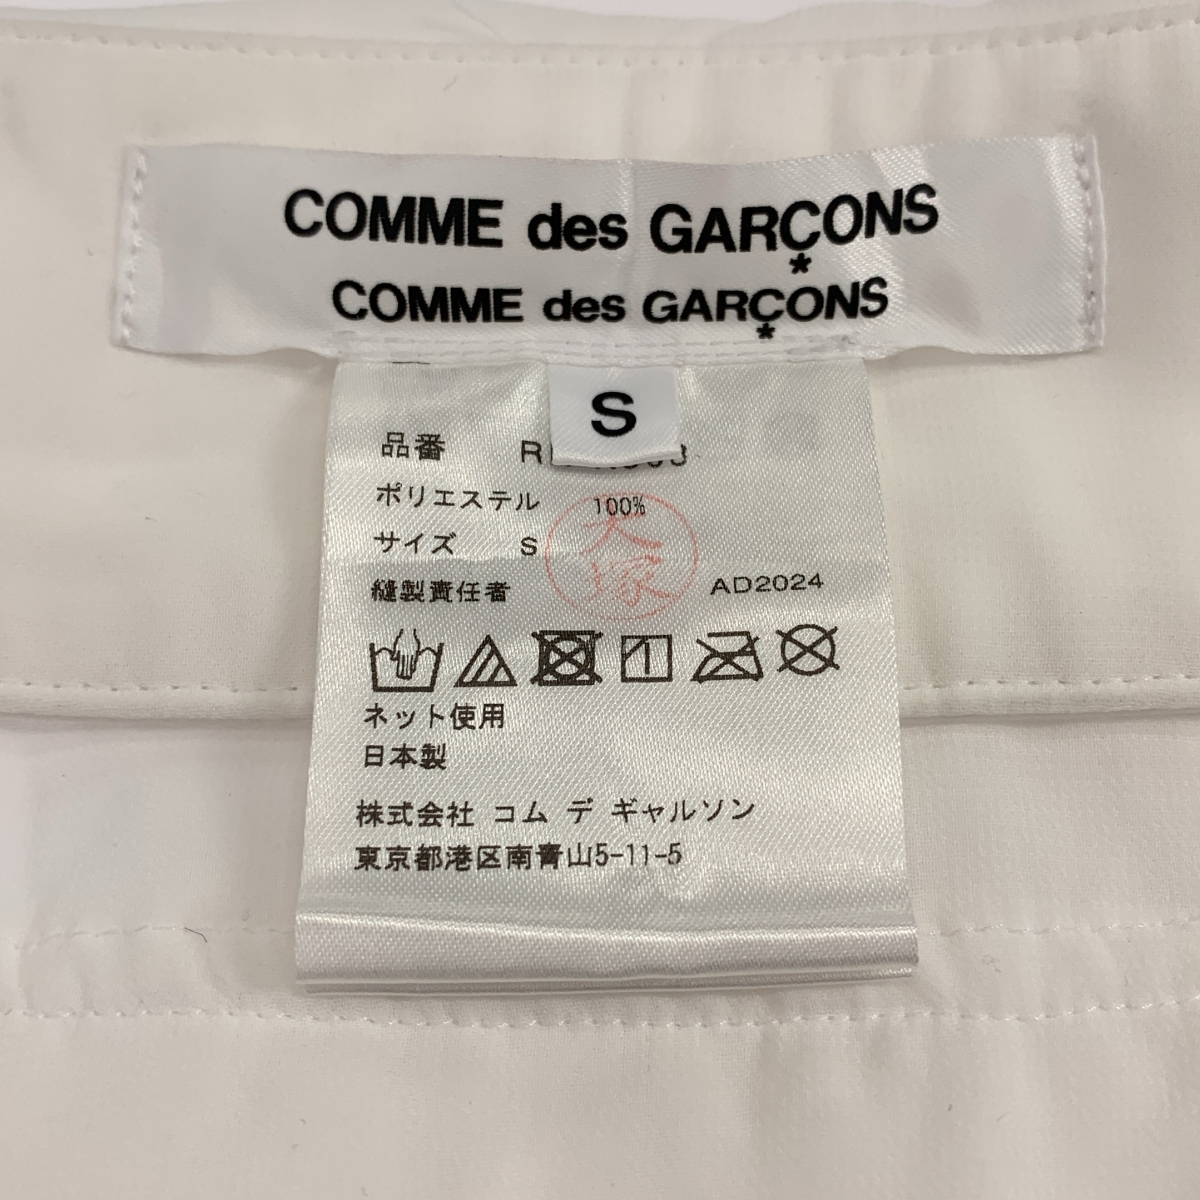 COMME des GARÇONS
*
COMME des GARÇONS
*
S
品番
ポリエステル 100%
サイズ S
大塚
縫製責任者 AD2024
ネット使用
日本製
株式会社 コム デ ギャルソン
東京都港区南青山5-11-5